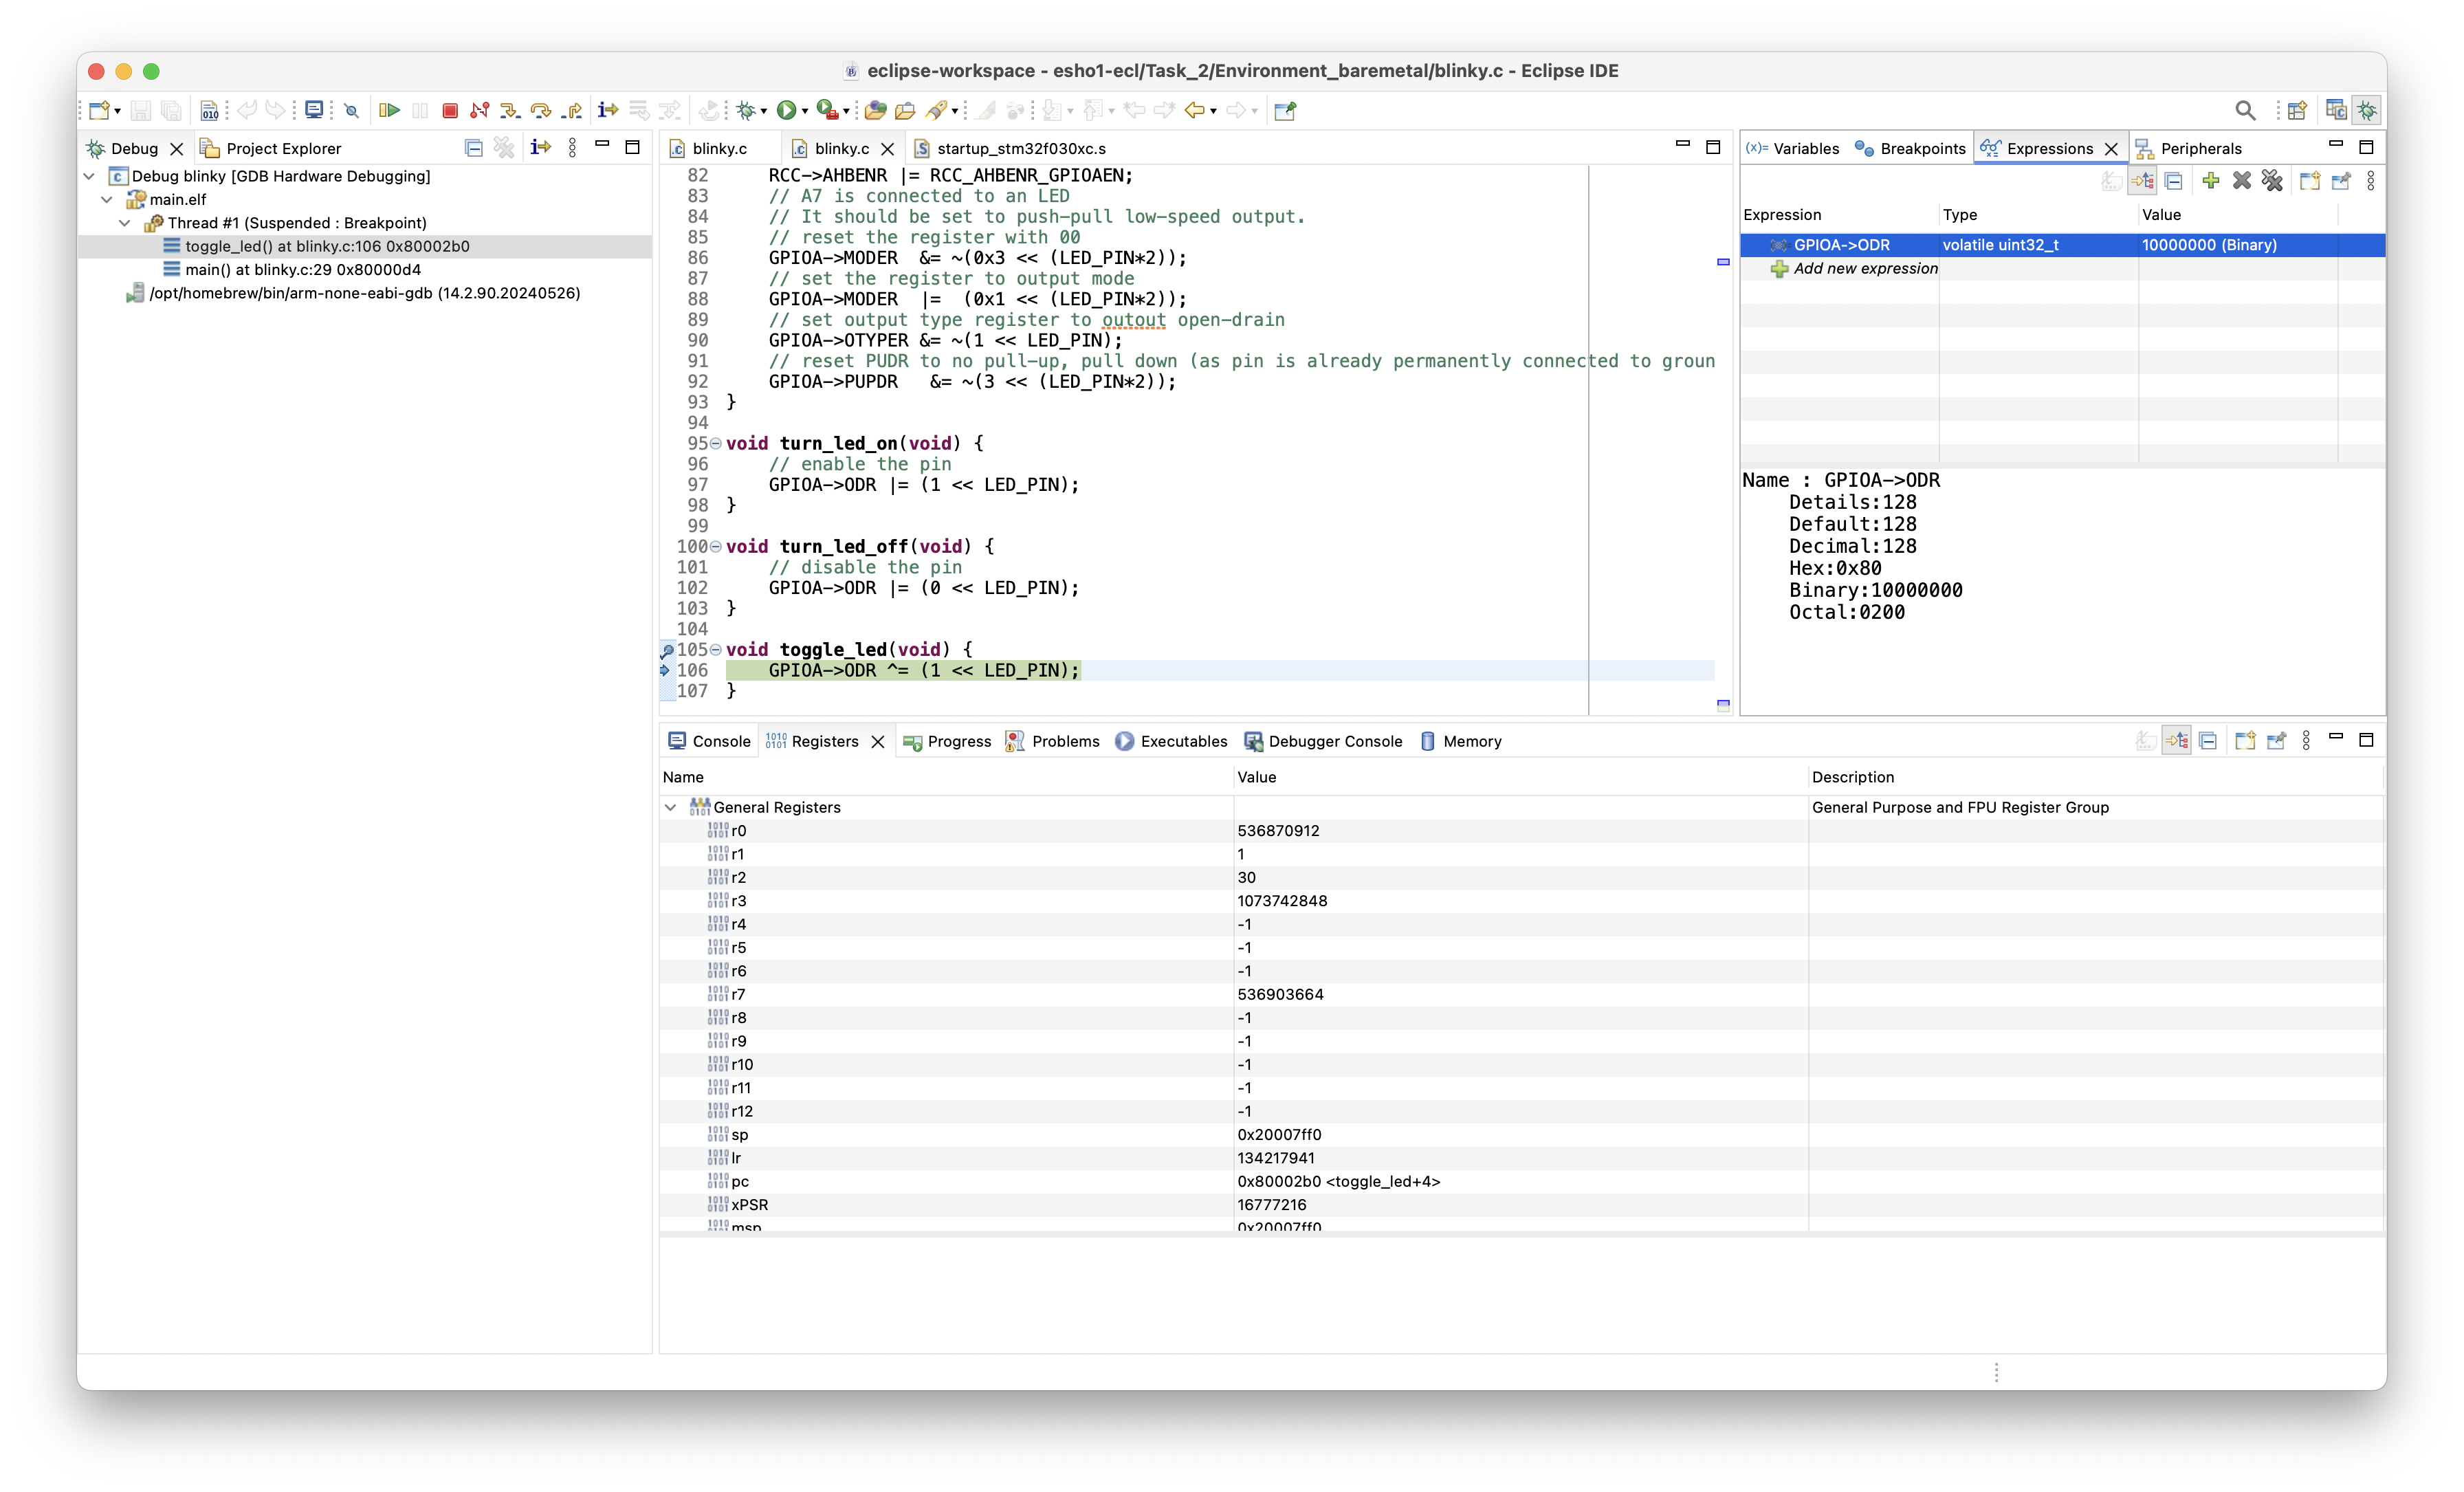 eclipse-workspace - esho1-ecl/Task_2/Environment_baremetal/blinky.c - Eclipse IDE
Debug
Project Explorer
Debug blinky [GDB Hardware Debugging]
main.elf
Thread #1 (Suspended : Breakpoint)
toggle_led() at blinky.c:106 0x80002b0
main() at blinky.c:29 0x80000d4
/opt/homebrew/bin/arm-none-eabi-gdb (14.2.90.20240526)
blinky.c
blinky.c
startup_stm32f030xc.s
82 RCC->AHBENR |= RCC_AHBENR_GPIOAEN;
83 // A7 is connected to an LED
84 // It should be set to push-pull low-speed output.
85 // reset the register with 00
86 GPIOA->MODER &= ~(0x3 << (LED_PIN*2));
87 // set the register to output mode
88 GPIOA->MODER |= (0x1 << (LED_PIN*2));
89 // set output type register to outout open-drain
90 GPIOA->OTYPER &= ~(1 << LED_PIN);
91 // reset PUDR to no pull-up, pull down (as pin is already permanently connected to groun
92 GPIOA->PUPDR &= ~(3 << (LED_PIN*2));
93 }
94
95 void turn_led_on(void) {
96 // enable the pin
97 GPIOA->ODR |= (1 << LED_PIN);
98 }
99
100 void turn_led_off(void) {
101 // disable the pin
102 GPIOA->ODR |= (0 << LED_PIN);
103 }
104
105 void toggle_led(void) {
106 GPIOA->ODR ^= (1 << LED_PIN);
107 }
(x)= Variables
Breakpoints
Expressions
Peripherals
Expression Type Value
GPIOA->ODR volatile uint32_t 10000000 (Binary)
Add new expression
Name : GPIOA->ODR
Details:128
Default:128
Decimal:128
Hex:0x80
Binary:10000000
Octal:0200
Console
Registers
Progress
Problems
Executables
Debugger Console
Memory
Name Value Description
General Registers General Purpose and FPU Register Group
r0 536870912
r1 1
r2 30
r3 1073742848
r4 -1
r5 -1
r6 -1
r7 536903664
r8 -1
r9 -1
r10 -1
r11 -1
r12 -1
sp 0x20007ff0
lr 134217941
pc 0x80002b0 <toggle_led+4>
xPSR 16777216
msp 0x20007ff0